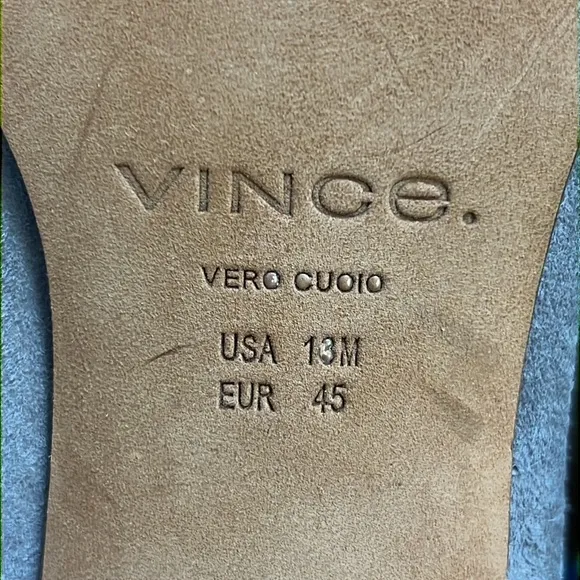 VINCE.
VERO CUOIO
USA 13M
EUR 45